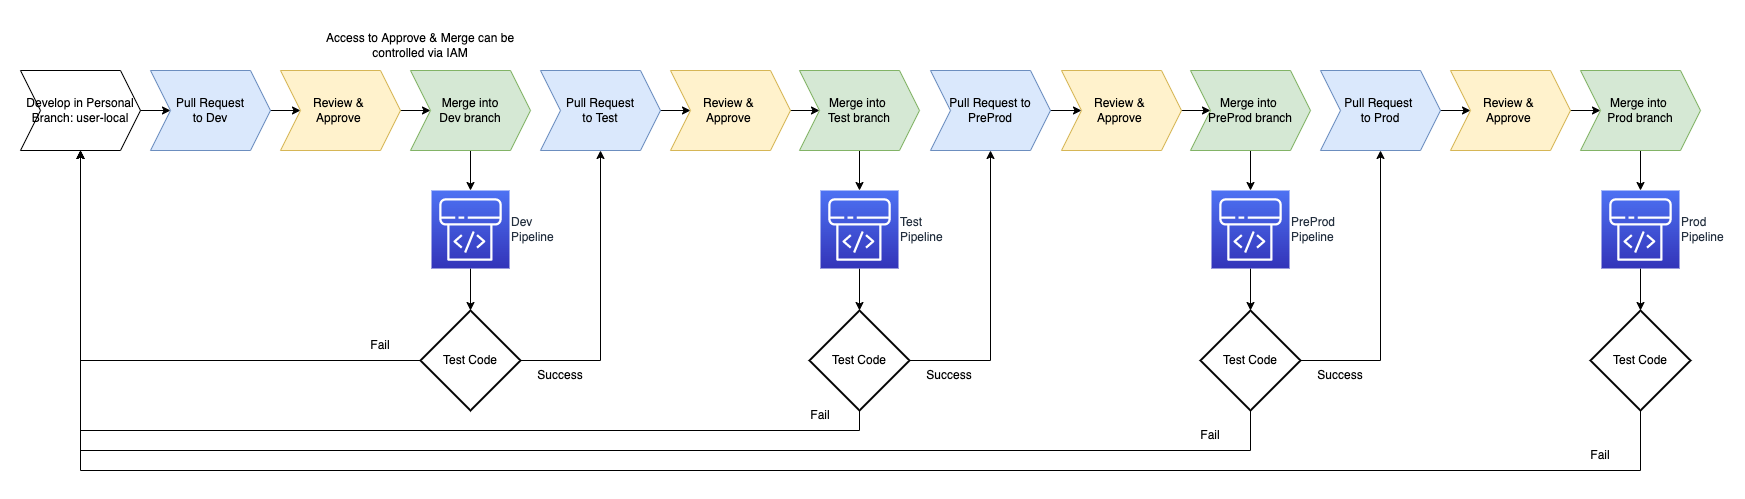 Access to Approve & Merge can be
controlled via IAM
Develop in Personal
Branch: user-local
Pull Request
to Dev
Review &
Approve
Merge into
Dev branch
Pull Request
to Test
Review &
Approve
Merge into
Test branch
Pull Request to
PreProd
Review &
Approve
Merge into
PreProd branch
Pull Request
to Prod
Review &
Approve
Merge into
Prod branch
Dev
Pipeline
Test
Pipeline
PreProd
Pipeline
Prod
Pipeline
Fail
Test Code
Success
Test Code
Success
Test Code
Success
Test Code
Fail
Fail
Fail